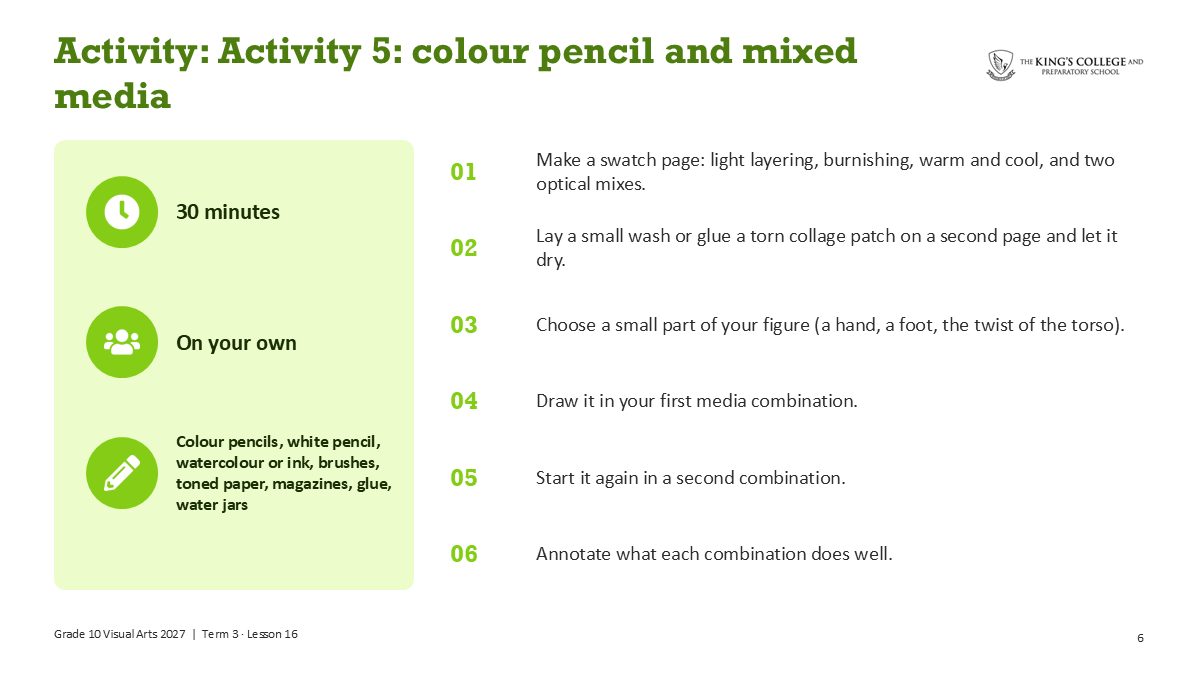 Activity: Activity 5: colour pencil and mixed
media
THE KING'S COLLEGE AND
PREPARATORY SCHOOL
30 minutes
On your own
Colour pencils, white pencil,
watercolour or ink, brushes,
toned paper, magazines, glue,
water jars
01
Make a swatch page: light layering, burnishing, warm and cool, and two
optical mixes.
02
Lay a small wash or glue a torn collage patch on a second page and let it
dry.
03
Choose a small part of your figure (a hand, a foot, the twist of the torso).
04
Draw it in your first media combination.
05
Start it again in a second combination.
06
Annotate what each combination does well.
Grade 10 Visual Arts 2027 | Term 3 · Lesson 16
6